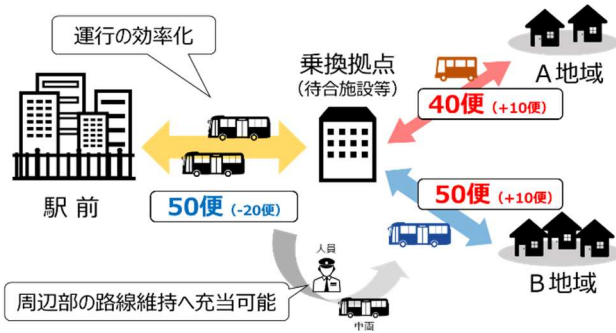 運行の効率化
乗換拠点
(待合施設等)
A地域
40便 (+10便)
駅前
50便 (-20便)
50便 (+10便)
B地域
人員
周辺部の路線維持へ充当可能
車両